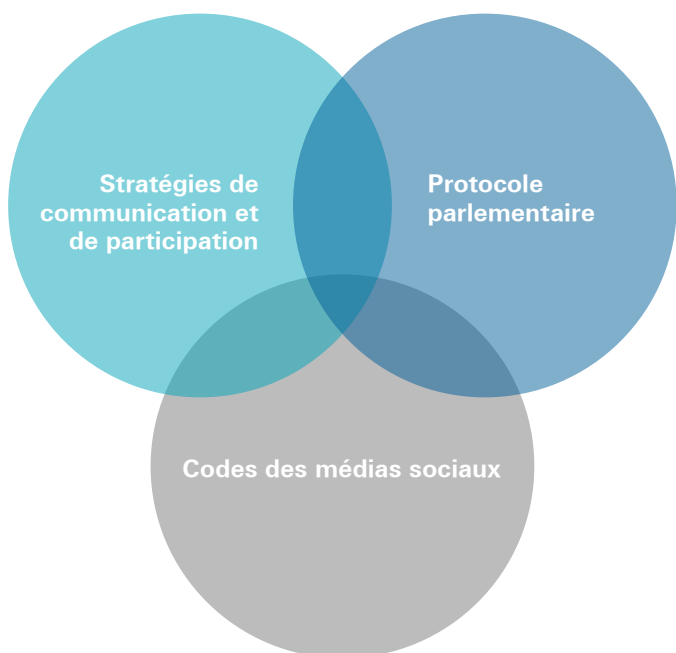 Stratégies de
communication et
de participation
Protocole
parlementaire
Codes des médias sociaux